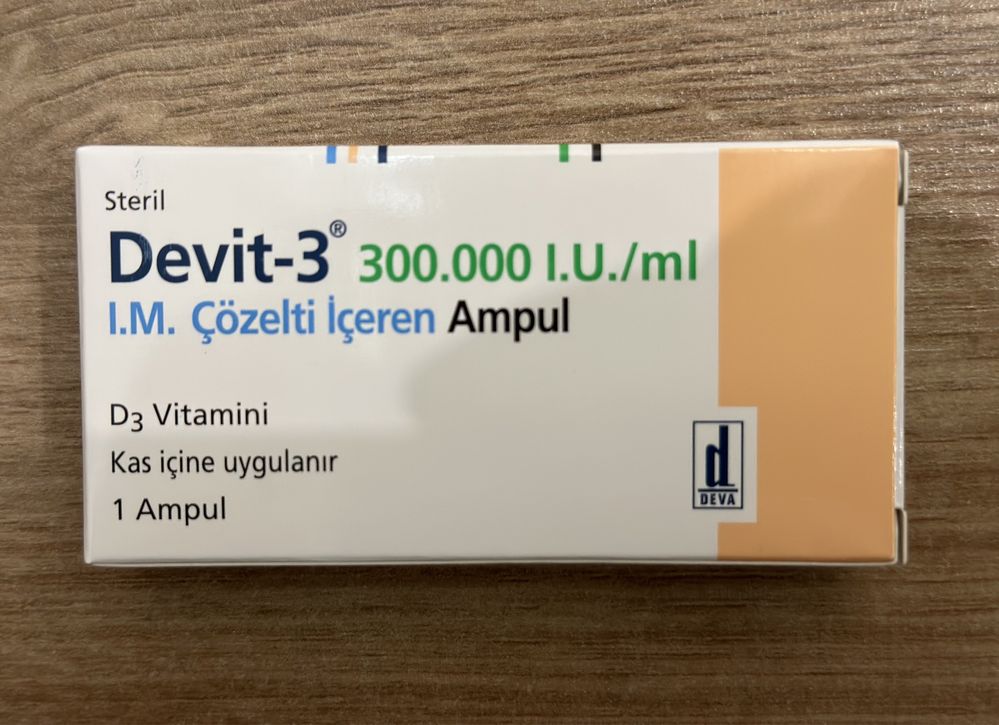 Steril
Devit-3® 300.000 I.U./ml
I.M. Çözelti İçeren Ampul
D3 Vitamini
Kas içine uygulanır
1 Ampul
d
DEVA